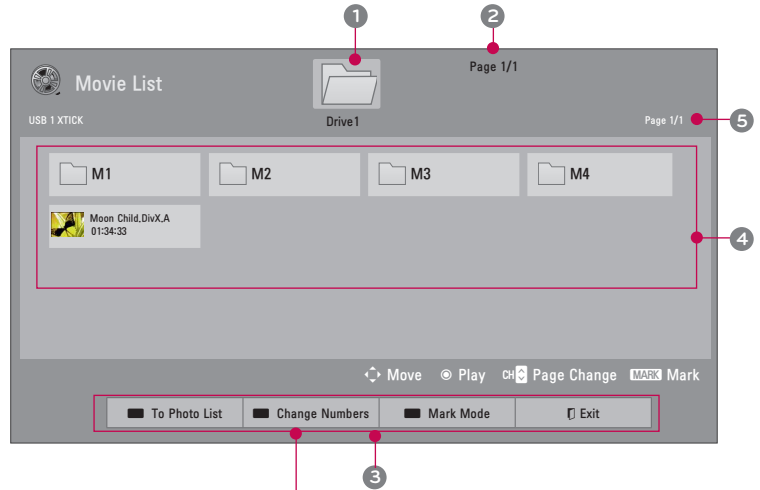 1
2
Page 1/1
Movie List
USB 1 XTICK
Drive1
Page 1/1
5
M1
M2
M3
M4
Moon Child,DivX,A
01:34:33
4
Move
Play
CH
Page Change
MARK
Mark
To Photo List
Change Numbers
Mark Mode
Exit
3